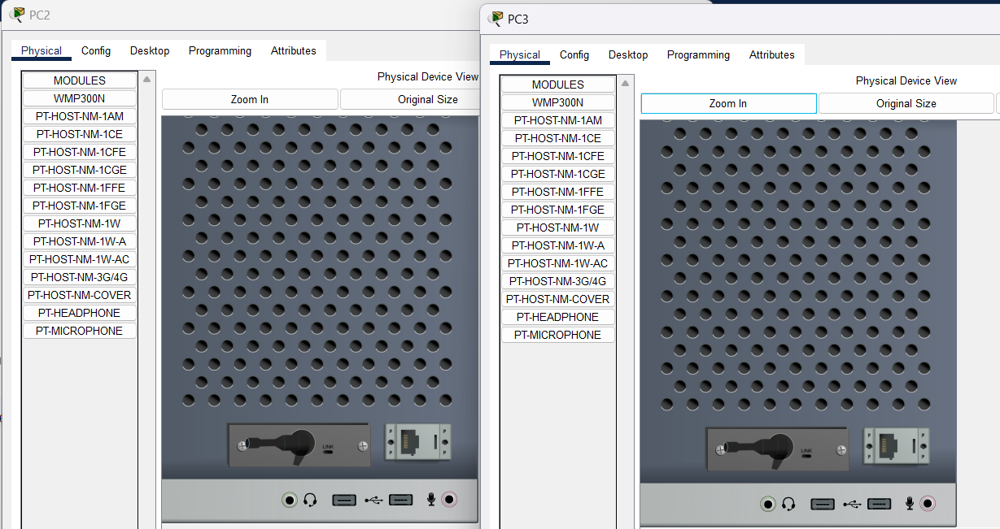 PC2
Physical Config Desktop Programming Attributes
MODULES
WMP300N
PT-HOST-NM-1AM
PT-HOST-NM-1CE
PT-HOST-NM-1CFE
PT-HOST-NM-1CGE
PT-HOST-NM-1FFE
PT-HOST-NM-1FGE
PT-HOST-NM-1W
PT-HOST-NM-1W-A
PT-HOST-NM-1W-AC
PT-HOST-NM-3G/4G
PT-HOST-NM-COVER
PT-HEADPHONE
PT-MICROPHONE
Physical Device View
Zoom In Original Size
LINK
PC3
Physical Config Desktop Programming Attributes
MODULES
WMP300N
PT-HOST-NM-1AM
PT-HOST-NM-1CE
PT-HOST-NM-1CFE
PT-HOST-NM-1CGE
PT-HOST-NM-1FFE
PT-HOST-NM-1FGE
PT-HOST-NM-1W
PT-HOST-NM-1W-A
PT-HOST-NM-1W-AC
PT-HOST-NM-3G/4G
PT-HOST-NM-COVER
PT-HEADPHONE
PT-MICROPHONE
Physical Device View
Zoom In Original Size
LINK